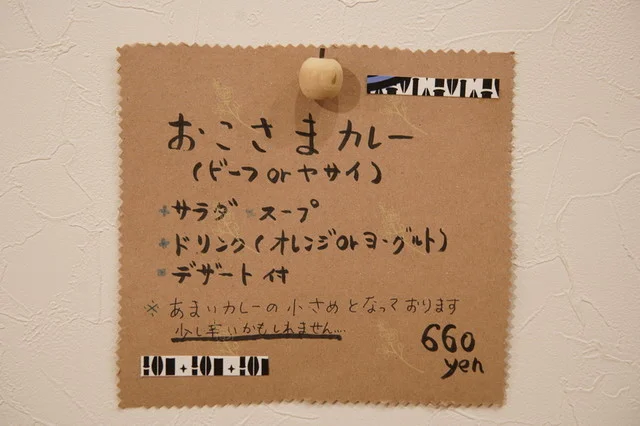 おこさまカレー
(ビーフ or ヤサイ)
サラダ スープ
ドリンク(オレンジorヨーグルト)
デザート付
※ あまいカレーの小さめとなっております
少し辛いかもしれません....
660
yen